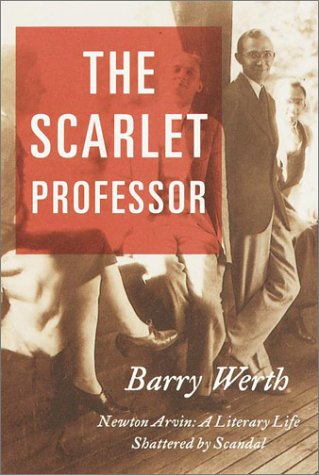 THE
SCARLET
PROFESSOR
Barry Werth
Newton Arvin: A Literary Life
Shattered by Scandal